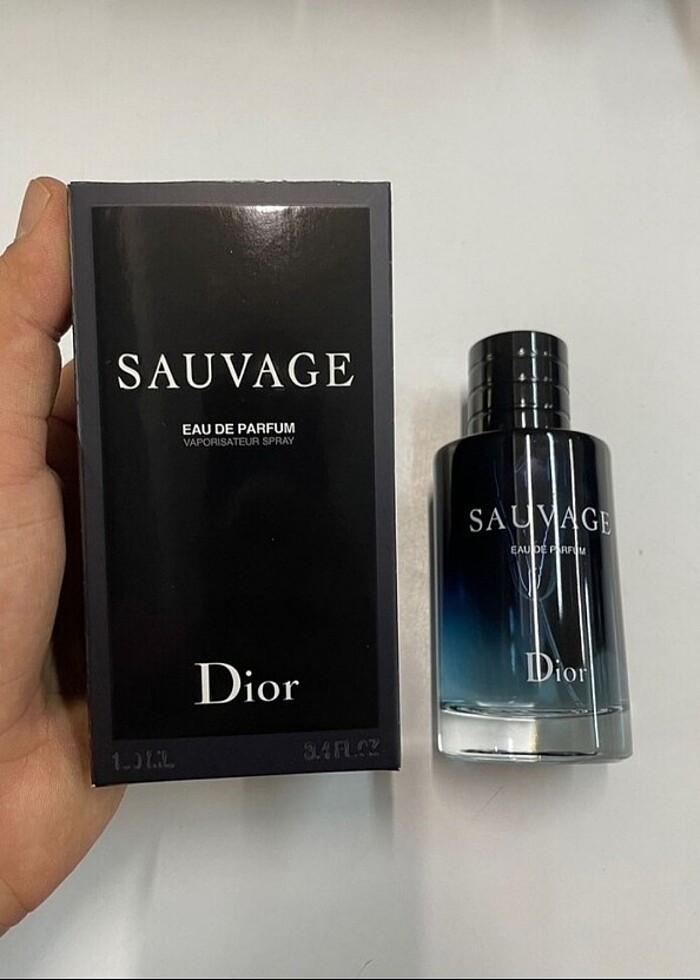 SAUVAGE
EAU DE PARFUM
VAPORISATEUR SPRAY
Dior
3.4 FL.OZ
SAUVAGE
EAU DE PARFUM
Dior